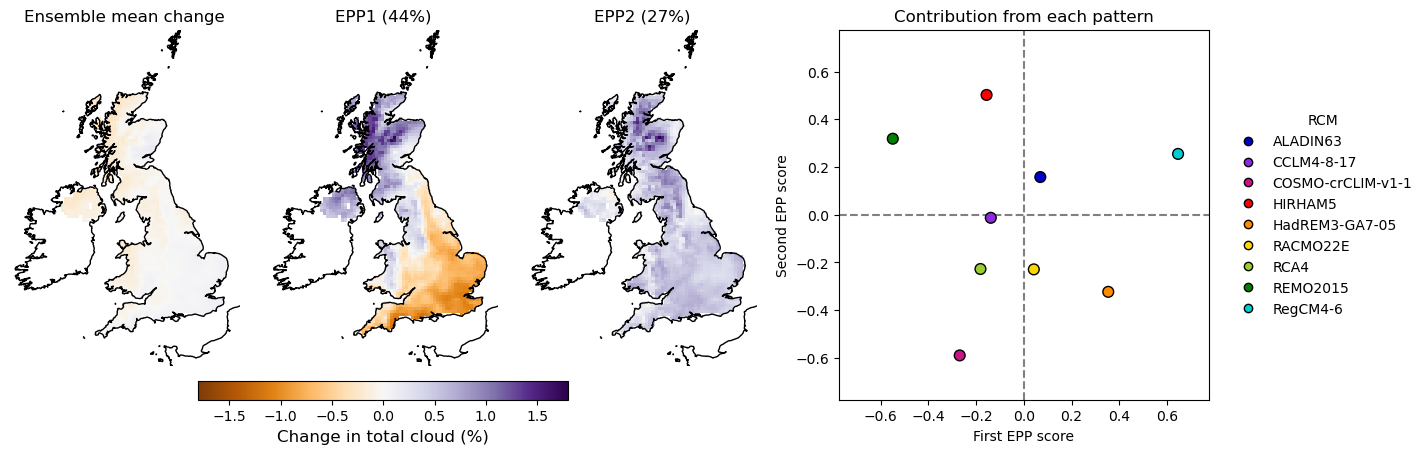 Ensemble mean change
EPP1 (44%)
EPP2 (27%)
Contribution from each pattern
−1.5 −1.0 −0.5 0.0 0.5 1.0 1.5
Change in total cloud (%)
Second EPP score
0.6
0.4
0.2
0.0
−0.2
−0.4
−0.6
−0.6 −0.4 −0.2 0.0 0.2 0.4 0.6
First EPP score
RCM
ALADIN63
CCLM4-8-17
COSMO-crCLIM-v1-1
HIRHAM5
HadREM3-GA7-05
RACMO22E
RCA4
REMO2015
RegCM4-6